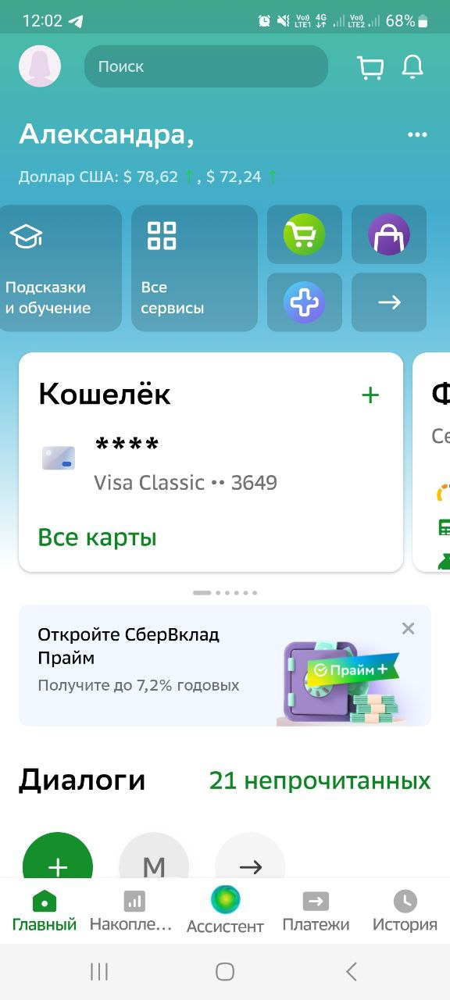 12:02
Vo)) LTE1 4G Vo)) LTE2 68%
Поиск
Александра,
Доллар США: $ 78,62 ↑, $ 72,24 ↑
Подсказки
и обучение
Все
сервисы
Кошелёк
+
Ф
****
Се
Visa Classic •• 3649
Все карты
Откройте СберВклад
Прайм
Получите до 7,2% годовых
Прайм+
Диалоги
21 непрочитанных
М
Главный
Накопле...
Ассистент
Платежи
История